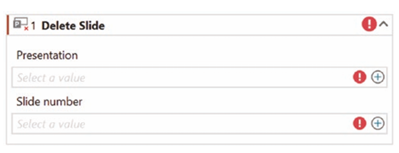 1 Delete Slide
Presentation
Select a value
Slide number
Select a value